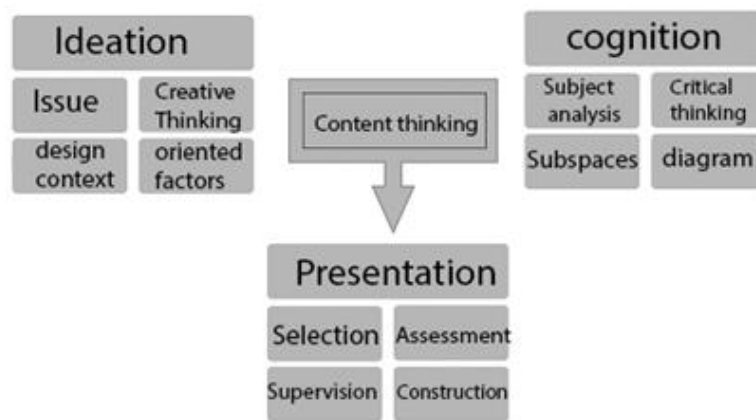 Ideation
Issue
Creative
Thinking
design
context
oriented
factors
Content thinking
cognition
Subject
analysis
Critical
thinking
Subspaces
diagram
Presentation
Selection
Assessment
Supervision
Construction